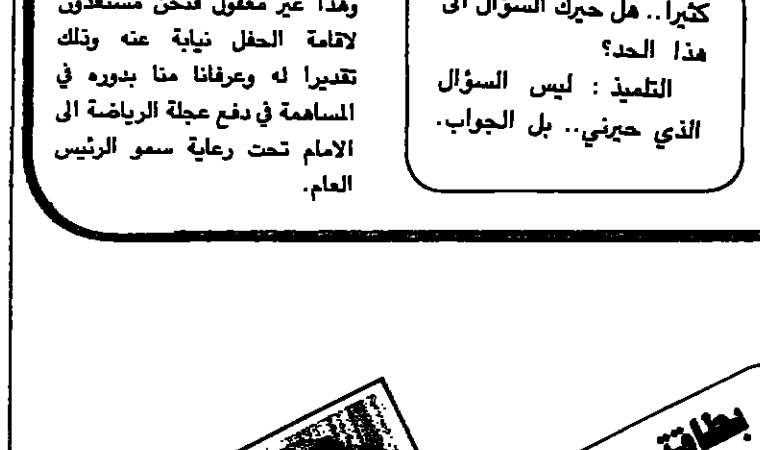 كثيرا.. هل حيرك السؤال الى
هذا الحد؟
التلميذ : ليس السؤال
الذي حيرني.. بل الجواب.
وهذا غير معقول فنحن مستعدون
لاقامة الحفل نيابة عنه وذلك
تقديرا له وعرفانا منا بدوره في
المساهمة في دفع عجلة الرياضة الى
الامام تحت رعاية سمو الرئيس
العام.
بطاقة